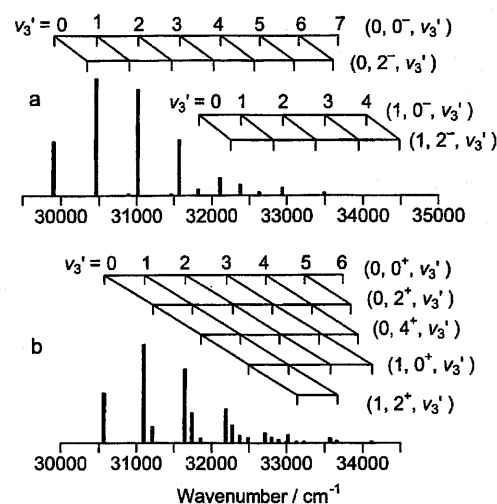 v₃' = 0 1 2 3 4 5 6 7 (0, 0⁻, v₃')
(0, 2⁻, v₃')
a
v₃' = 0 1 2 3 4 (1, 0⁻, v₃')
(1, 2⁻, v₃')
30000 31000 32000 33000 34000 35000
v₃' = 0 1 2 3 4 5 6 (0, 0⁺, v₃')
(0, 2⁺, v₃')
(0, 4⁺, v₃')
b
(1, 0⁺, v₃')
(1, 2⁺, v₃')
30000 31000 32000 33000 34000
Wavenumber / cm⁻¹